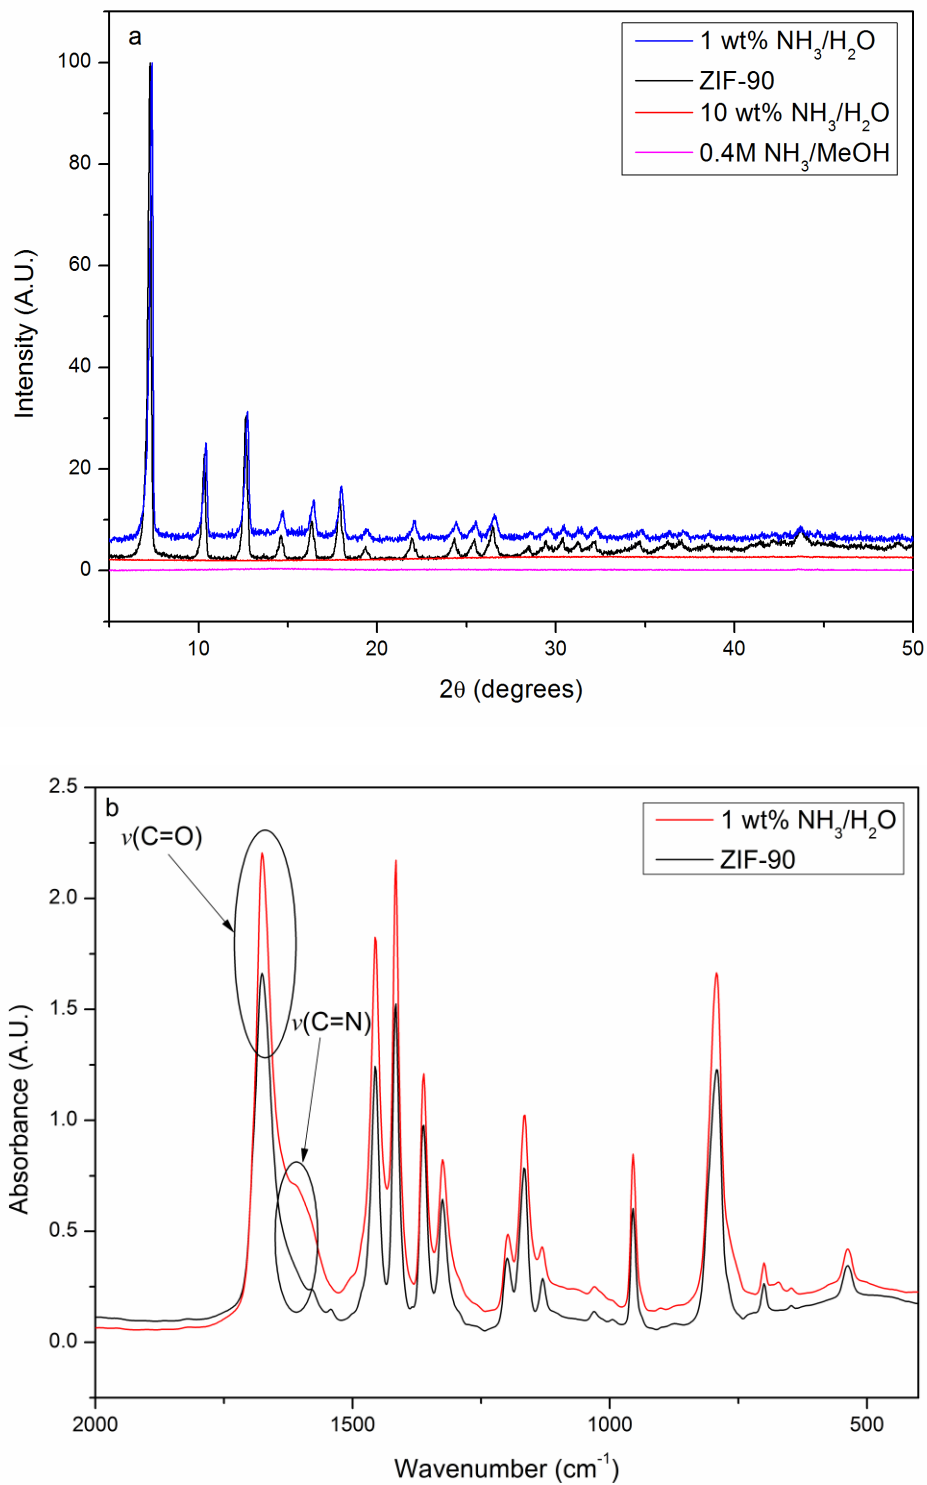 a
1 wt% NH3/H2O
ZIF-90
10 wt% NH3/H2O
0.4M NH3/MeOH
100
80
60
40
20
0
Intensity (A.U.)
10 20 30 40 50
2θ (degrees)
b
1 wt% NH3/H2O
ZIF-90
ν(C=O)
ν(C=N)
2.5
2.0
1.5
1.0
0.5
0.0
Absorbance (A.U.)
2000 1500 1000 500
Wavenumber (cm-1)